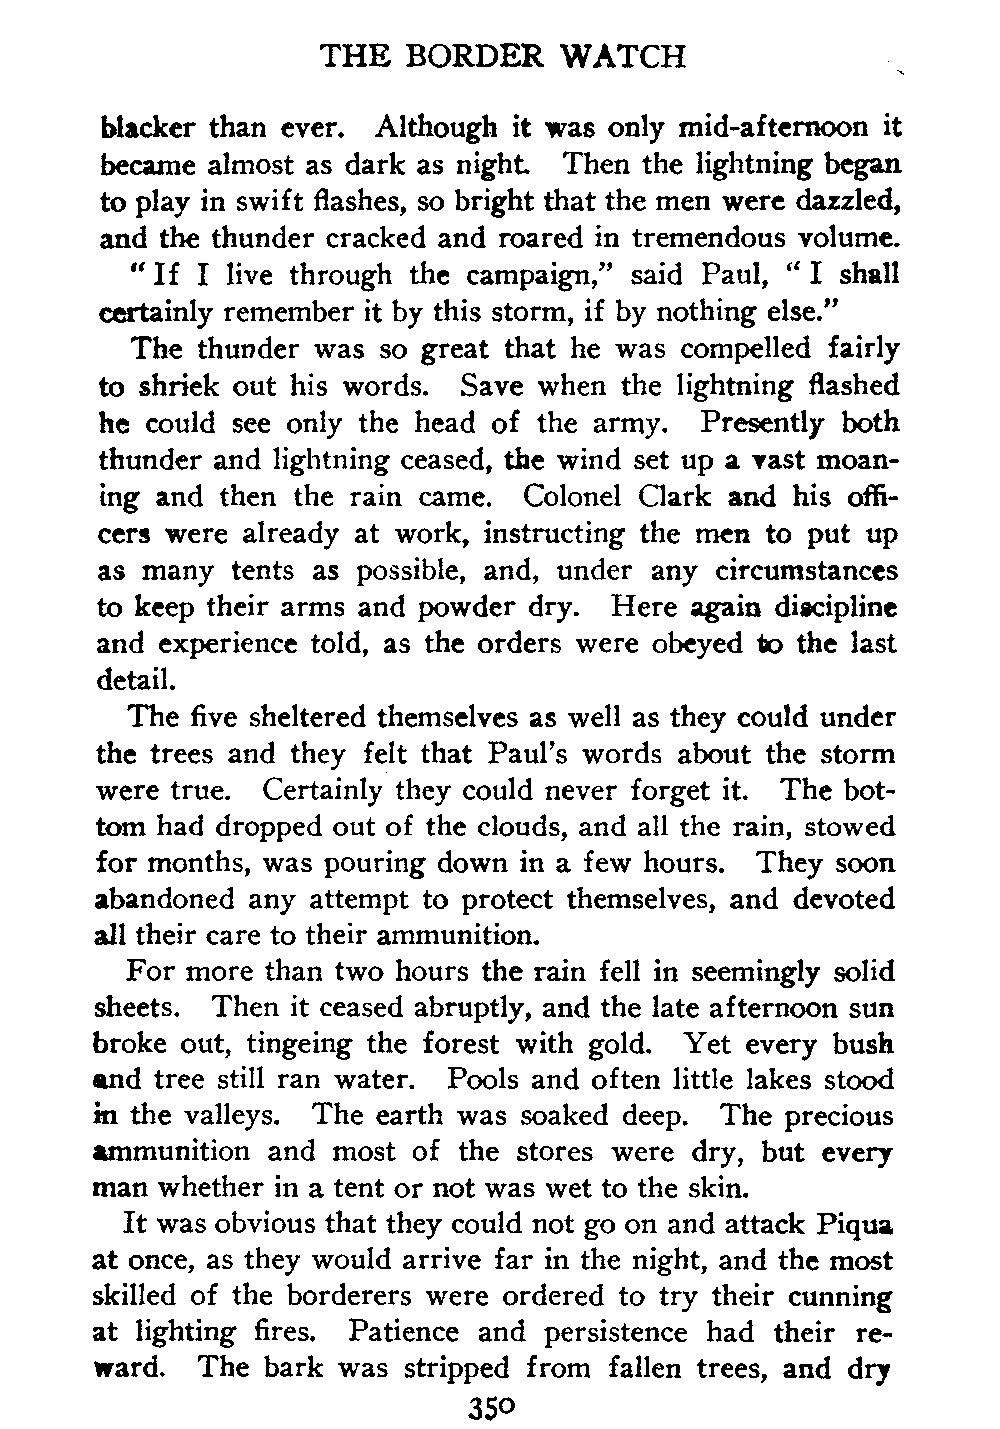 THE BORDER WATCH
blacker than ever. Although it was only mid-afternoon it
became almost as dark as night. Then the lightning began
to play in swift flashes, so bright that the men were dazzled,
and the thunder cracked and roared in tremendous volume.
“If I live through the campaign,” said Paul, “I shall
certainly remember it by this storm, if by nothing else.”
The thunder was so great that he was compelled fairly
to shriek out his words. Save when the lightning flashed
he could see only the head of the army. Presently both
thunder and lightning ceased, the wind set up a vast moan-
ing and then the rain came. Colonel Clark and his offi-
cers were already at work, instructing the men to put up
as many tents as possible, and, under any circumstances
to keep their arms and powder dry. Here again discipline
and experience told, as the orders were obeyed to the last
detail.
The five sheltered themselves as well as they could under
the trees and they felt that Paul’s words about the storm
were true. Certainly they could never forget it. The bot-
tom had dropped out of the clouds, and all the rain, stowed
for months, was pouring down in a few hours. They soon
abandoned any attempt to protect themselves, and devoted
all their care to their ammunition.
For more than two hours the rain fell in seemingly solid
sheets. Then it ceased abruptly, and the late afternoon sun
broke out, tingeing the forest with gold. Yet every bush
and tree still ran water. Pools and often little lakes stood
in the valleys. The earth was soaked deep. The precious
ammunition and most of the stores were dry, but every
man whether in a tent or not was wet to the skin.
It was obvious that they could not go on and attack Piqua
at once, as they would arrive far in the night, and the most
skilled of the borderers were ordered to try their cunning
at lighting fires. Patience and persistence had their re-
ward. The bark was stripped from fallen trees, and dry
350